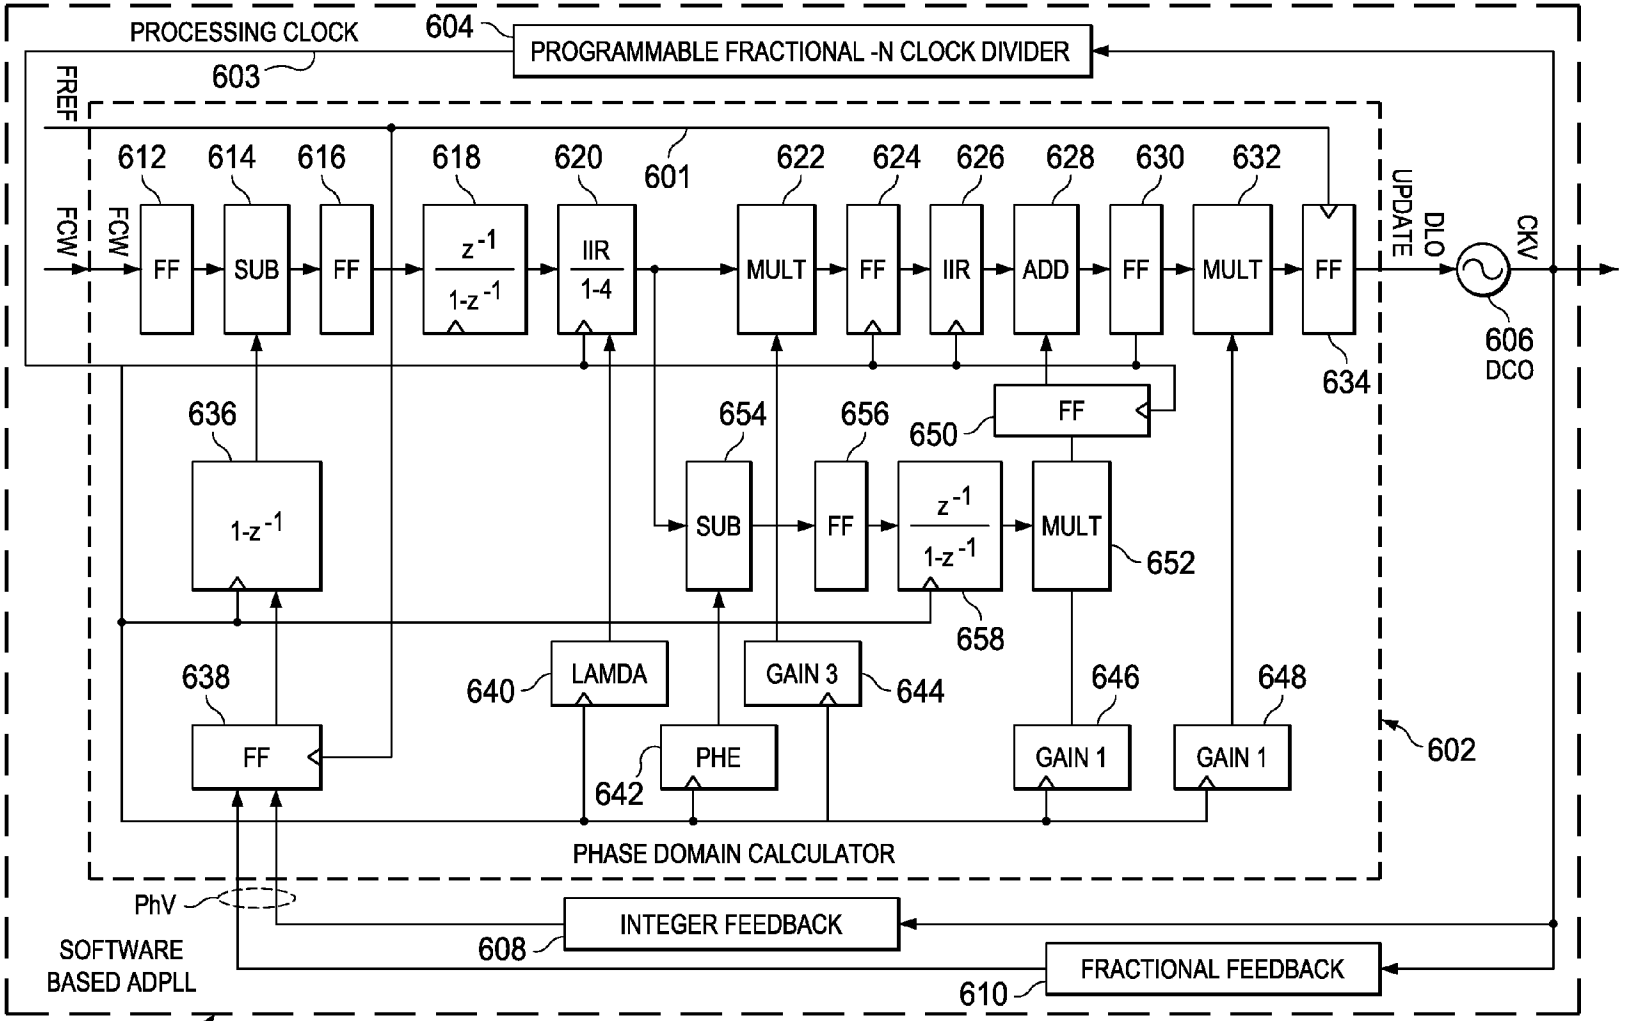 PROCESSING CLOCK
604
PROGRAMMABLE FRACTIONAL -N CLOCK DIVIDER
603
FREF
601
612
614
616
618
620
622
624
626
628
630
632
FCW
FCW
FF
SUB
FF
z-1
1-z-1
IIR
1-4
MULT
FF
IIR
ADD
FF
MULT
FF
UPDATE
DLO
CKV
606
DCO
634
636
1-z-1
654
SUB
656
FF
650
FF
z-1
1-z-1
658
MULT
652
638
FF
640
LAMDA
642
PHE
GAIN 3
644
646
GAIN 1
648
GAIN 1
602
PHASE DOMAIN CALCULATOR
PhV
INTEGER FEEDBACK
608
FRACTIONAL FEEDBACK
610
SOFTWARE
BASED ADPLL